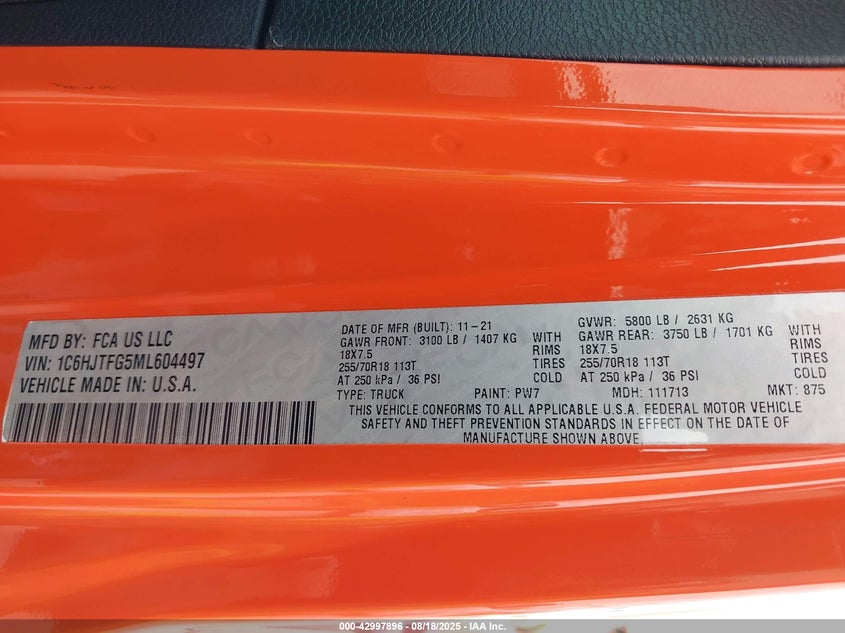 MFD BY: FCA US LLC
VIN: 1C6HJTFG5ML604497
VEHICLE MADE IN: U.S.A.
DATE OF MFR (BUILT): 11-21
GAWR FRONT: 3100 LB / 1407 KG WITH
18X7.5 RIMS
255/70R18 113T TIRES
AT 250 kPa / 36 PSI COLD
TYPE: TRUCK PAINT: PW7
GVWR: 5800 LB / 2631 KG
GAWR REAR: 3750 LB / 1701 KG WITH
18X7.5 RIMS
255/70R18 113T TIRES
AT 250 kPa / 36 PSI COLD
MDH: 111713 MKT: 875
THIS VEHICLE CONFORMS TO ALL APPLICABLE U.S.A. FEDERAL MOTOR VEHICLE
SAFETY AND THEFT PREVENTION STANDARDS IN EFFECT ON THE DATE OF
MANUFACTURE SHOWN ABOVE.
000-42997896 - 08/18/2025 - IAA Inc.